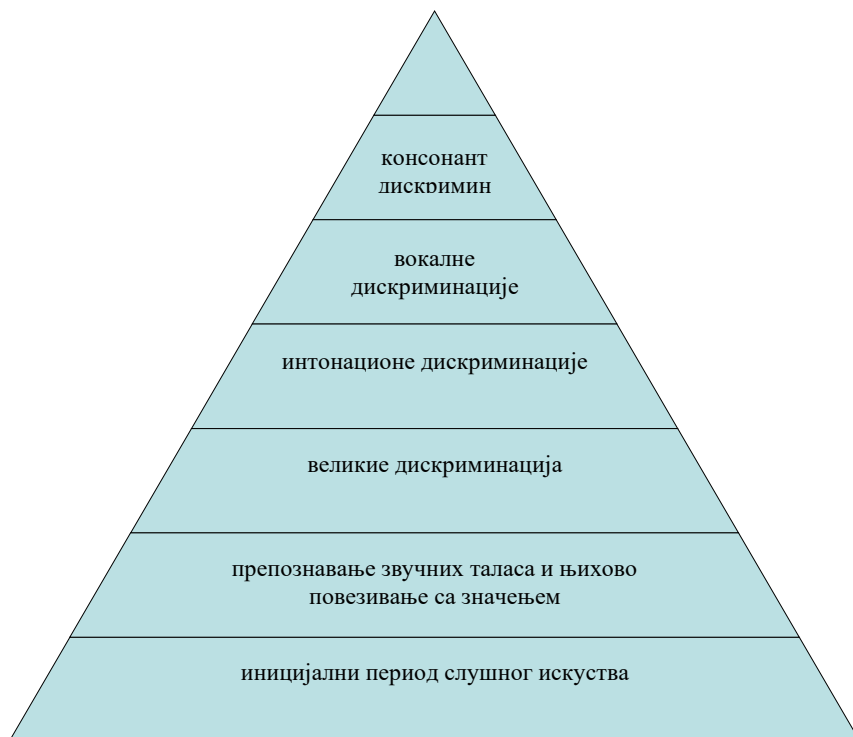 консонант
дискримин
вокалне
дискриминације
интонационе дискриминације
великие дискриминација
препознавање звучних таласа и њихово
повезивање са значењем
иницијални период слушног искуства